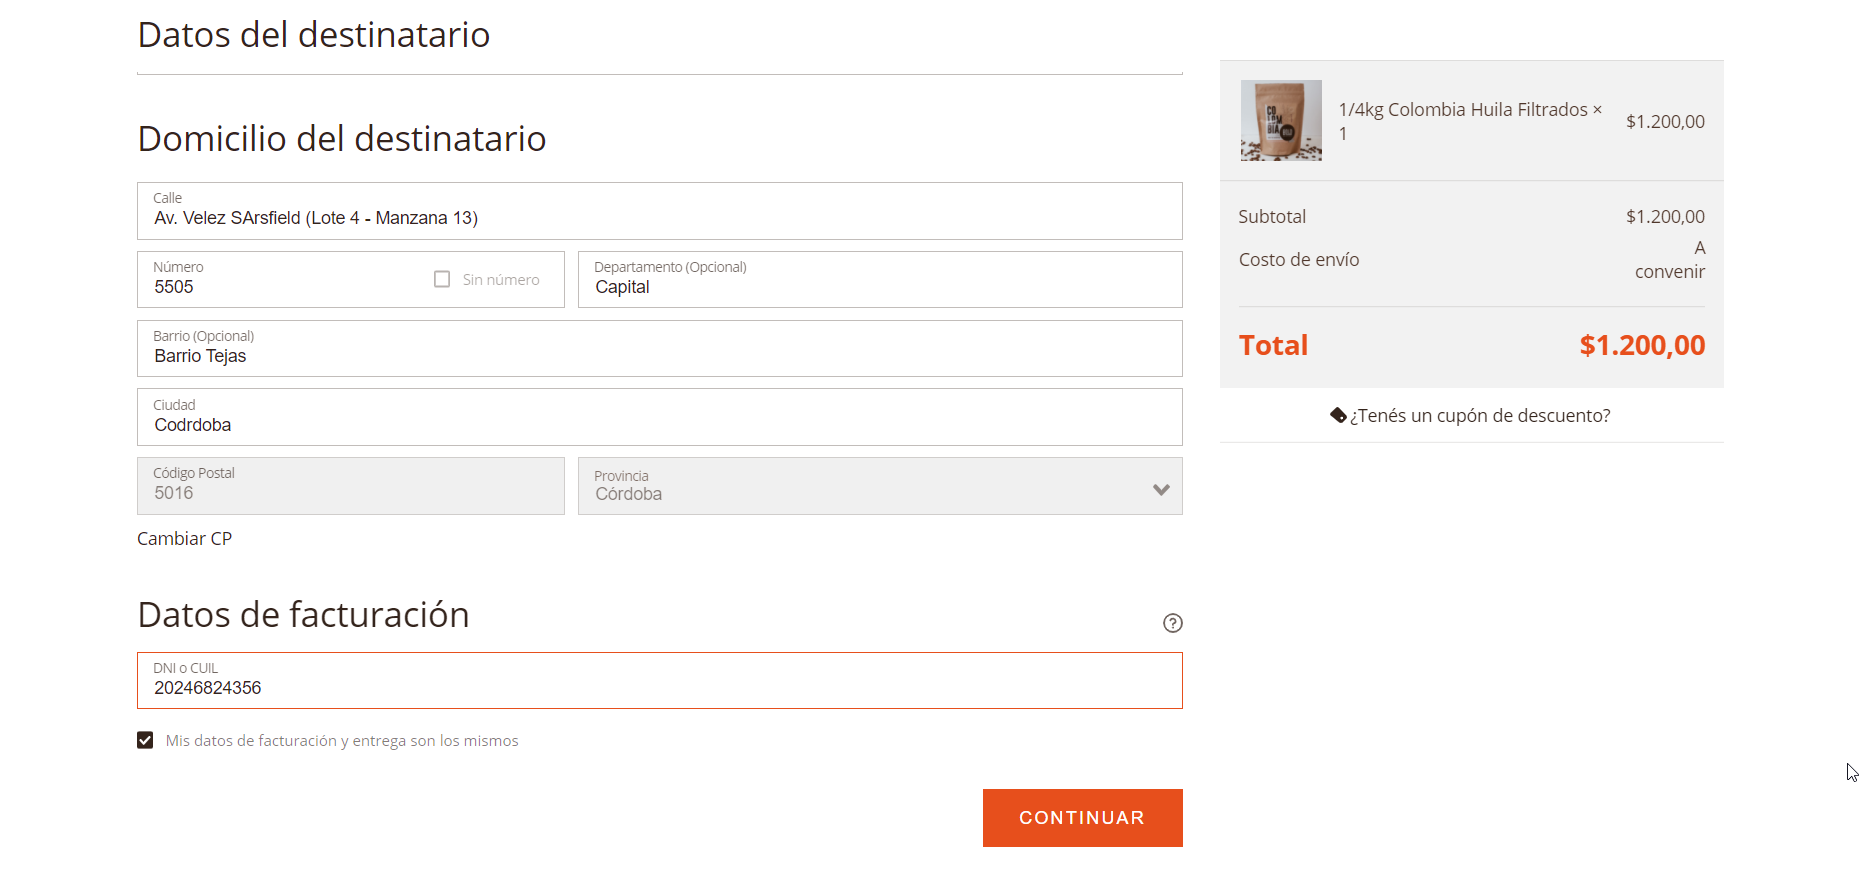 Datos del destinatario
Domicilio del destinatario
Calle
Av. Velez SArsfield (Lote 4 - Manzana 13)
Número
5505
Sin número
Departamento (Opcional)
Capital
Barrio (Opcional)
Barrio Tejas
Ciudad
Codrdoba
Código Postal
5016
Provincia
Córdoba
Cambiar CP
Datos de facturación
DNI o CUIL
20246824356
Mis datos de facturación y entrega son los mismos
CONTINUAR
CO
LOM
BIA
1/4kg Colombia Huila Filtrados ×
1
$1.200,00
Subtotal
$1.200,00
Costo de envío
A
convenir
Total
$1.200,00
¿Tenés un cupón de descuento?